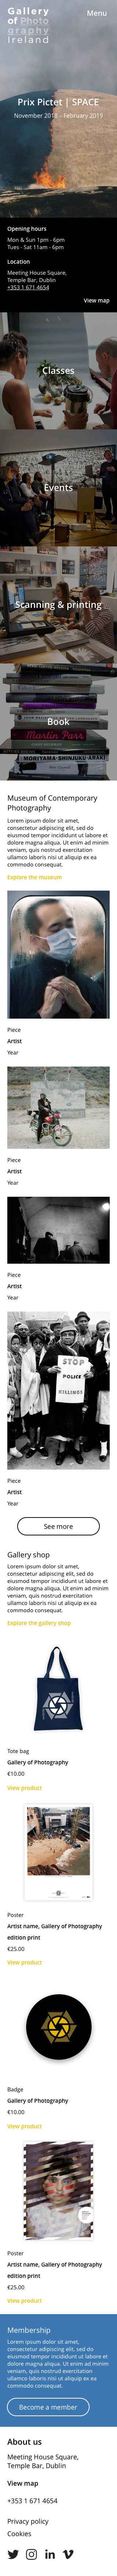 Gallery
of Photo
graphy
Ireland
Menu
Prix Pictet | SPACE
November 2018 - February 2019
Opening hours
Mon & Sun 1pm - 6pm
Tues - Sat 11am - 6pm
Location
Meeting House Square,
Temple Bar, Dublin
+353 1 671 4654
View map
Classes
Events
Scanning & printing
Book
Martin Parr
MORIYAMA-SHINJUKU-ARAKI
Museum of Contemporary
Photography
Lorem ipsum dolor sit amet,
consectetur adipiscing elit, sed do
eiusmod tempor incididunt ut labore et
dolore magna aliqua. Ut enim ad minim
veniam, quis nostrud exercitation
ullamco laboris nisi ut aliquip ex ea
commodo consequat.
Explore the museum
Piece
Artist
Year
Piece
Artist
Year
Piece
Artist
Year
STOP
POLICE
KILLINGS
Piece
Artist
Year
See more
Gallery shop
Lorem ipsum dolor sit amet,
consectetur adipiscing elit, sed do
eiusmod tempor incididunt ut labore et
dolore magna aliqua. Ut enim ad minim
veniam, quis nostrud exercitation
ullamco laboris nisi ut aliquip ex ea
commodo consequat.
Explore the gallery shop
Tote bag
Gallery of Photography
€10.00
View product
Poster
Artist name, Gallery of Photography
edition print
€25.00
View product
Badge
Gallery of Photography
€10.00
View product
Poster
Artist name, Gallery of Photography
edition print
€25.00
View product
Membership
Lorem ipsum dolor sit amet,
consectetur adipiscing elit, sed do
eiusmod tempor incididunt ut labore et
dolore magna aliqua. Ut enim ad minim
veniam, quis nostrud exercitation
ullamco laboris nisi ut aliquip ex ea
commodo consequat.
Become a member
About us
Meeting House Square,
Temple Bar, Dublin
View map
+353 1 671 4654
Privacy policy
Cookies